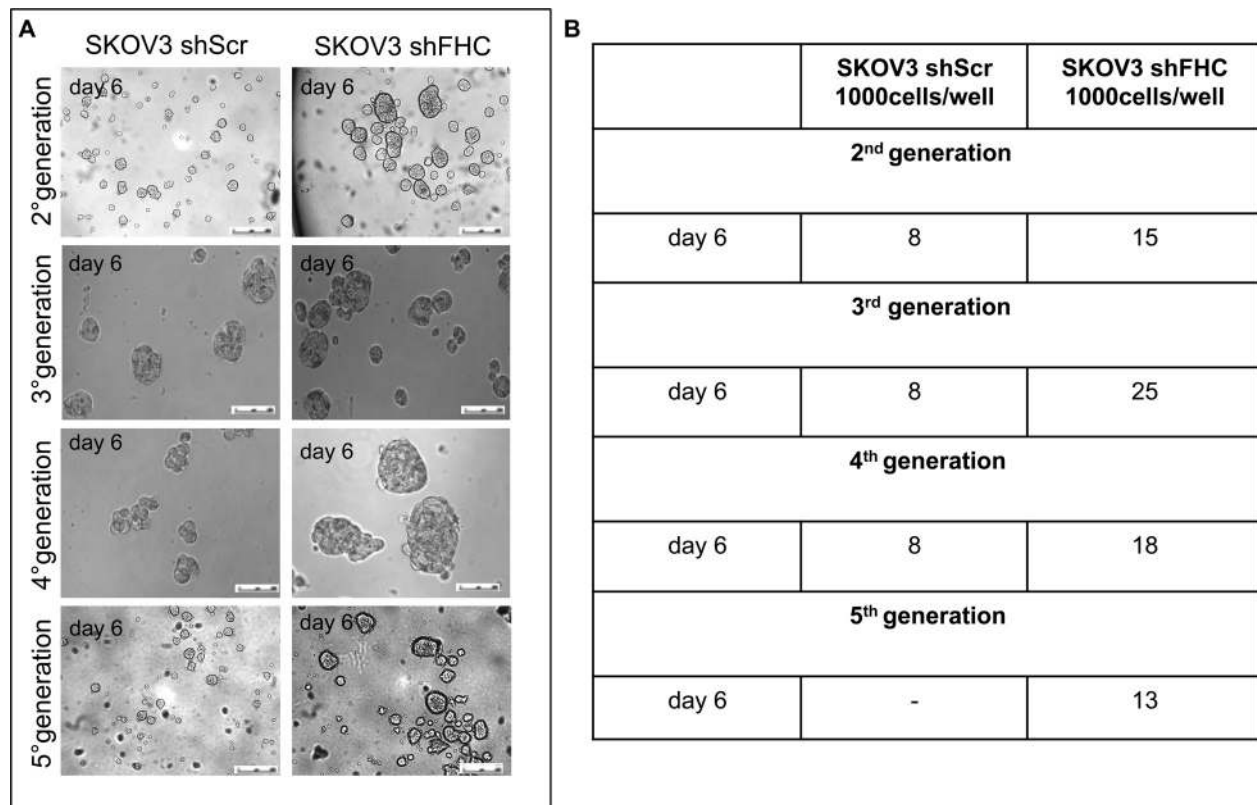 A
SKOV3 shScr
SKOV3 shFHC
2°generation
day 6
day 6
3°generation
day 6
day 6
4°generation
day 6
day 6
5°generation
day 6
day 6
B
SKOV3 shScr
1000cells/well
SKOV3 shFHC
1000cells/well
2nd generation
day 6
8
15
3rd generation
day 6
8
25
4th generation
day 6
8
18
5th generation
day 6
-
13